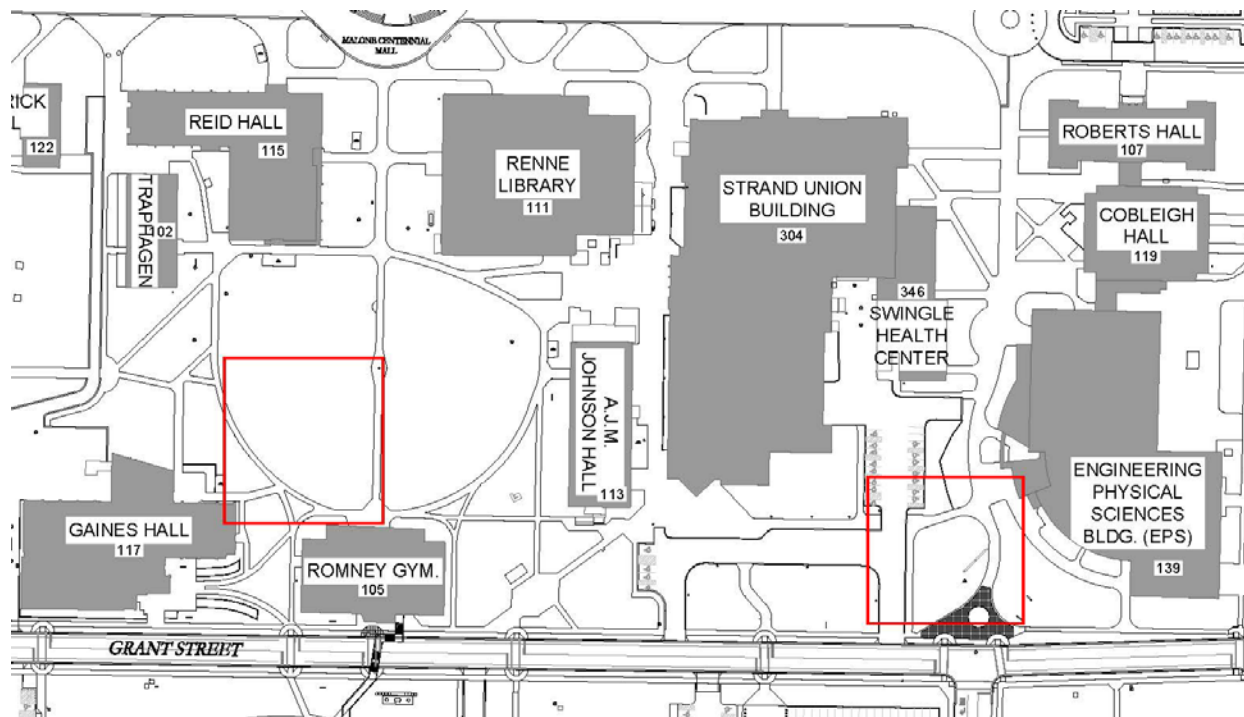 MALONE CENTENNIAL
MALL
RICK
L
122
REID HALL
115
TRAPHAGEN
02
RENNE
LIBRARY
111
STRAND UNION
BUILDING
304
ROBERTS HALL
107
COBLEIGH
HALL
119
346
SWINGLE
HEALTH
CENTER
A.J.M.
JOHNSON HALL
113
ENGINEERING
PHYSICAL
SCIENCES
BLDG. (EPS)
139
GAINES HALL
117
ROMNEY GYM.
105
GRANT STREET